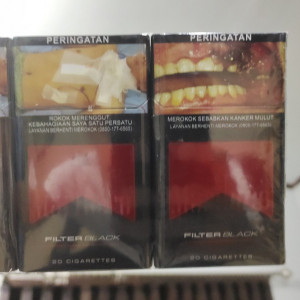 PERINGATAN
ROKOK MERENGGUT
KEBAHAGIAAN SAYA SATU PERSATU.
LAYANAN BERHENTI MEROKOK (0800-177-6565)
FILTER BLACK
20 CIGARETTES
PERINGATAN
MEROKOK SEBABKAN KANKER MULUT
LAYANAN BERHENTI MEROKOK (0800-177-6565)
FILTER BLACK
20 CIGARETTES